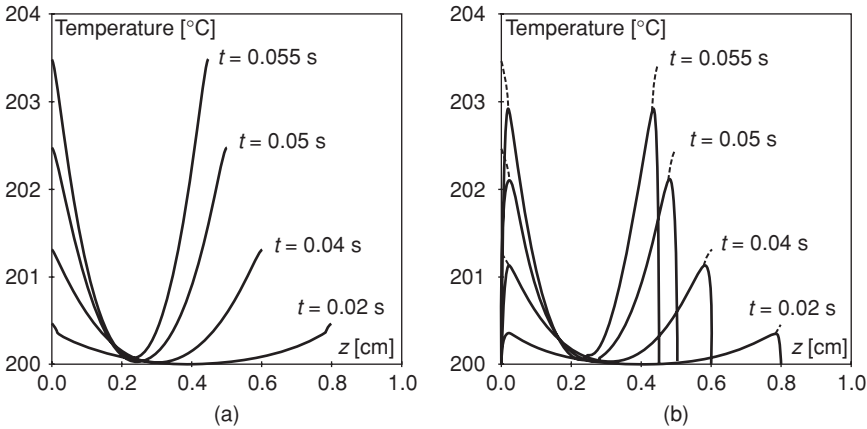 204
Temperature [°C]
t = 0.055 s
203
t = 0.05 s
202
t = 0.04 s
201
t = 0.02 s
200
z [cm]
0.0 0.2 0.4 0.6 0.8 1.0
(a)
204
Temperature [°C]
t = 0.055 s
203
t = 0.05 s
202
t = 0.04 s
201
t = 0.02 s
200
z [cm]
0.0 0.2 0.4 0.6 0.8 1.0
(b)